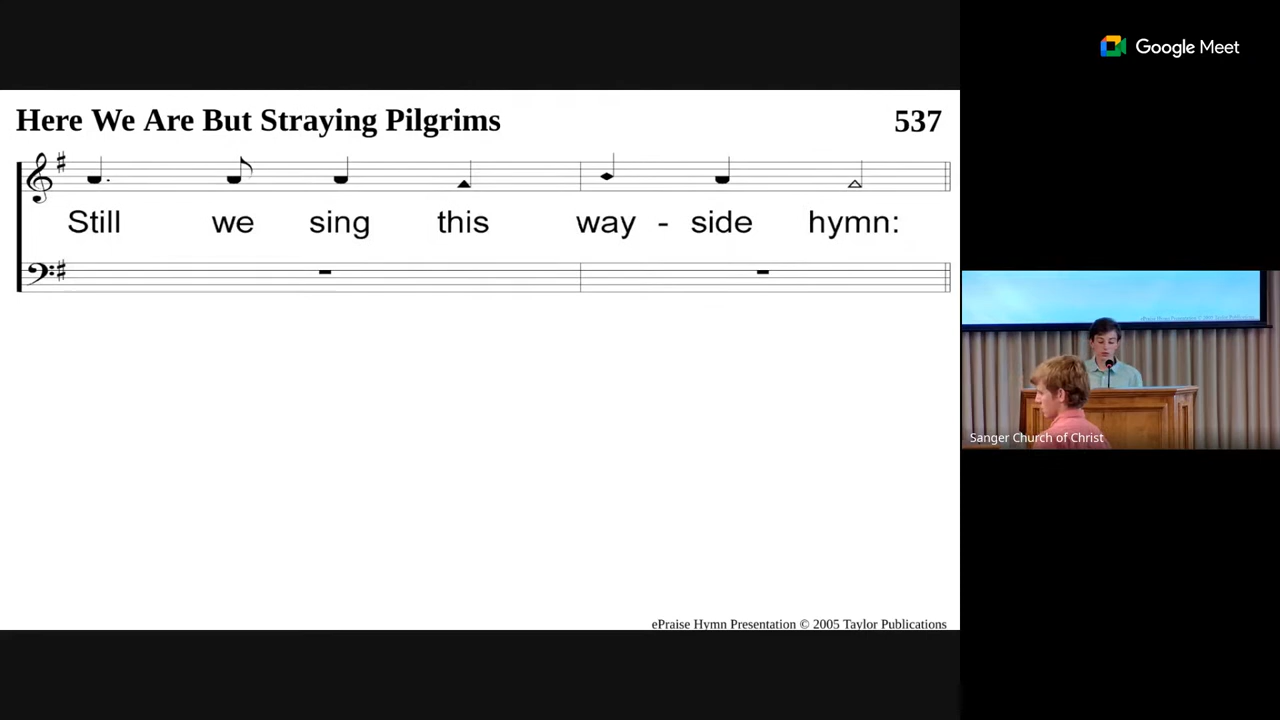 Google Meet
Here We Are But Straying Pilgrims 537
Still we sing this way - side hymn:
Sanger Church of Christ
ePraise Hymn Presentation © 2005 Taylor Publications